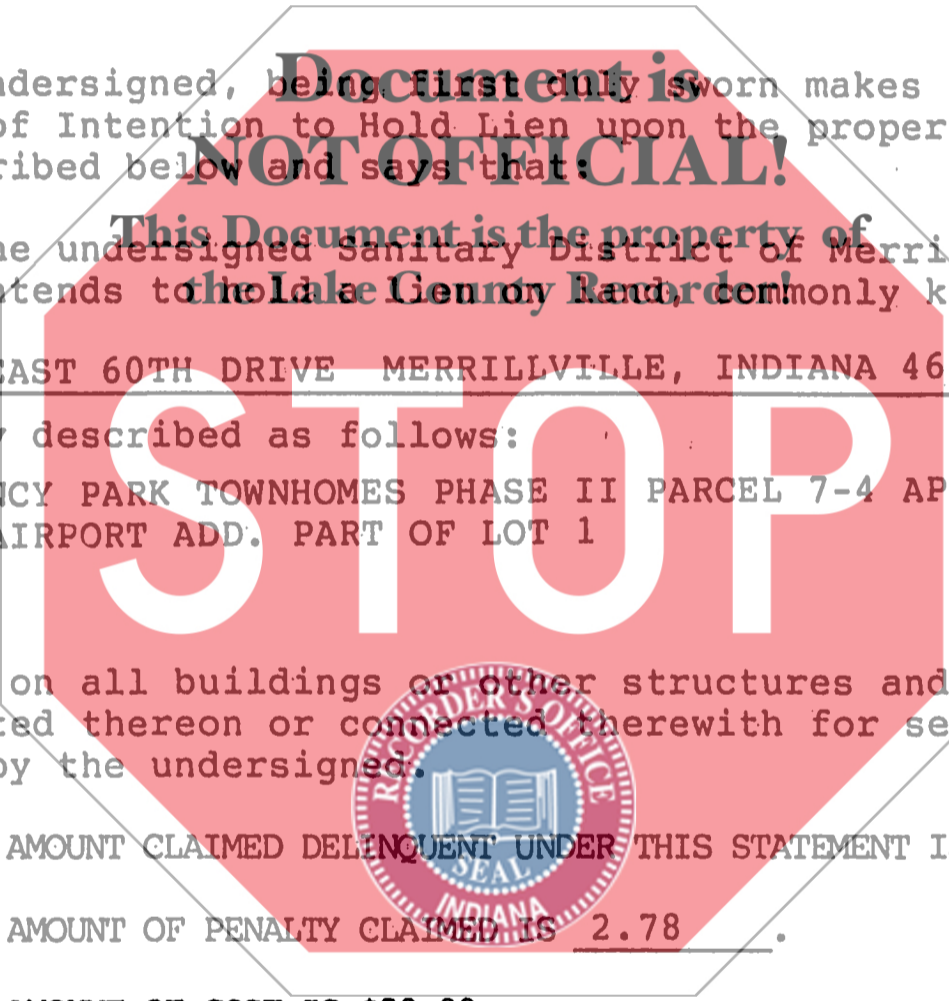 Document is
ndersigned, being first duly sworn makes
NOT OFFICIAL!
of Intention to Hold Lien upon the proper
ribed below and says that:
This Document is the property of
the Lake County Recorder!
e undersigned Sanitary District of Merri
tends to hold a lien on land, commonly k
EAST 60TH DRIVE MERRILLVILLE, INDIANA 46
STOP
described as follows:
NCY PARK TOWNHOMES PHASE II PARCEL 7-4 AP
AIRPORT ADD. PART OF LOT 1
on all buildings or other structures and
ted thereon or connected therewith for se
by the undersigned.
RECORDER'S OFFICE
SEAL
INDIANA
AMOUNT CLAIMED DELINQUENT UNDER THIS STATEMENT I
AMOUNT OF PENALTY CLAIMED IS 2.78.